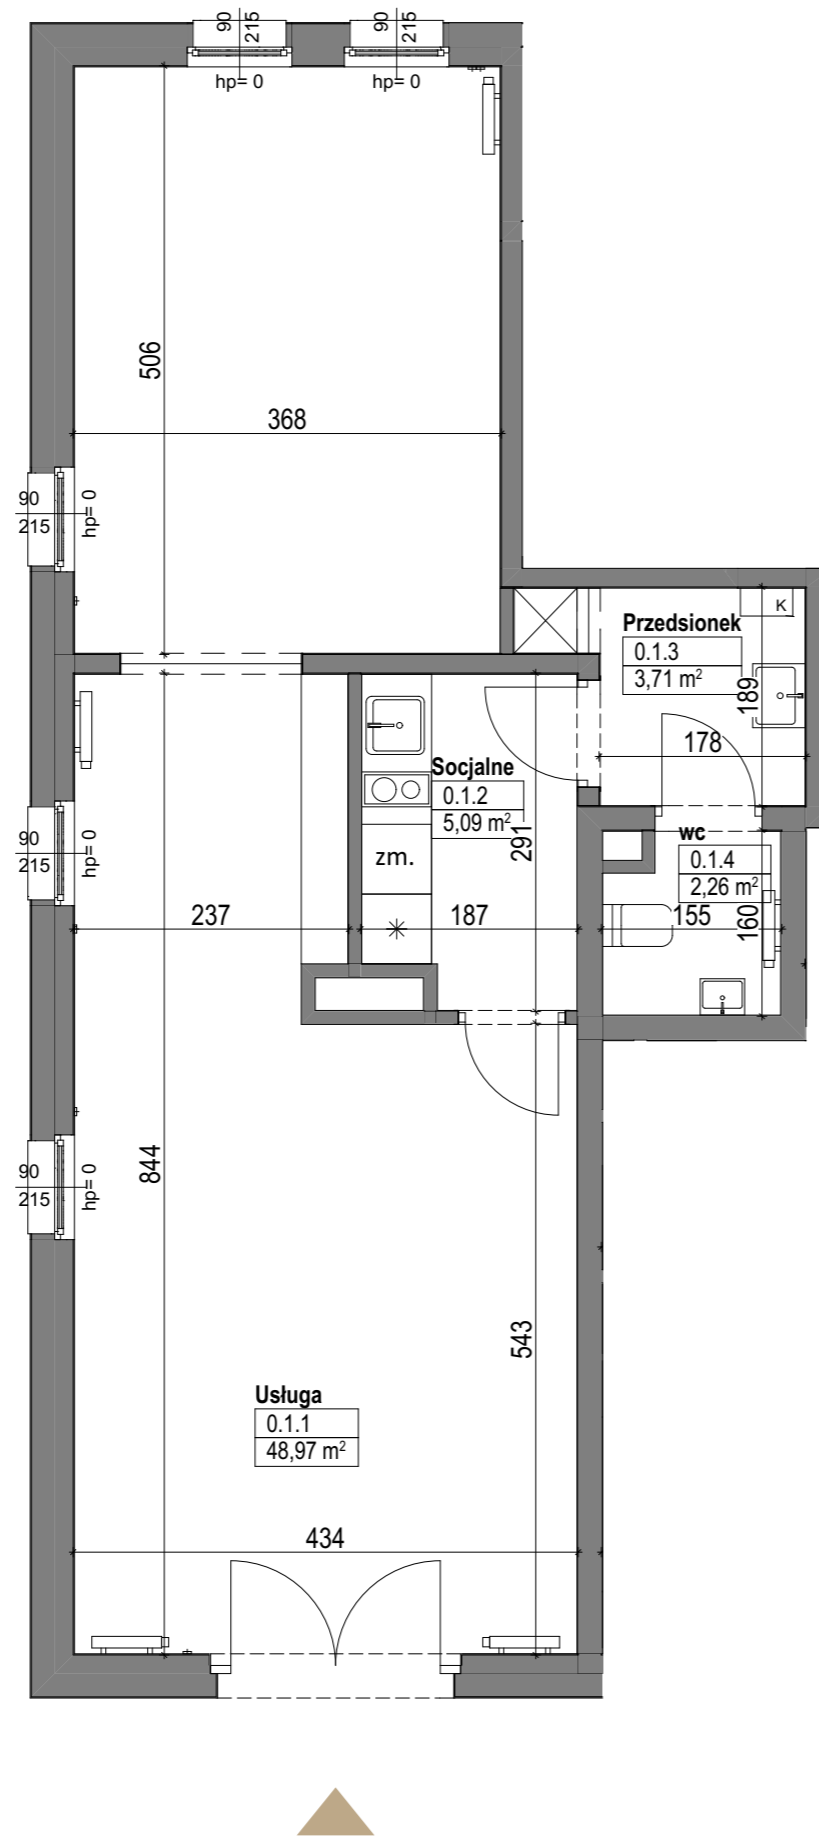 90
215
hp= 0
90
215
hp= 0
506
368
90
215
hp= 0
K
Przedsionek
0.1.3
3,71 m²
189
178
Socjalne
0.1.2
5,09 m²
291
zm.
wc
0.1.4
2,26 m²
90
215
hp= 0
237
187
155
160
844
90
215
hp= 0
543
Usługa
0.1.1
48,97 m²
434